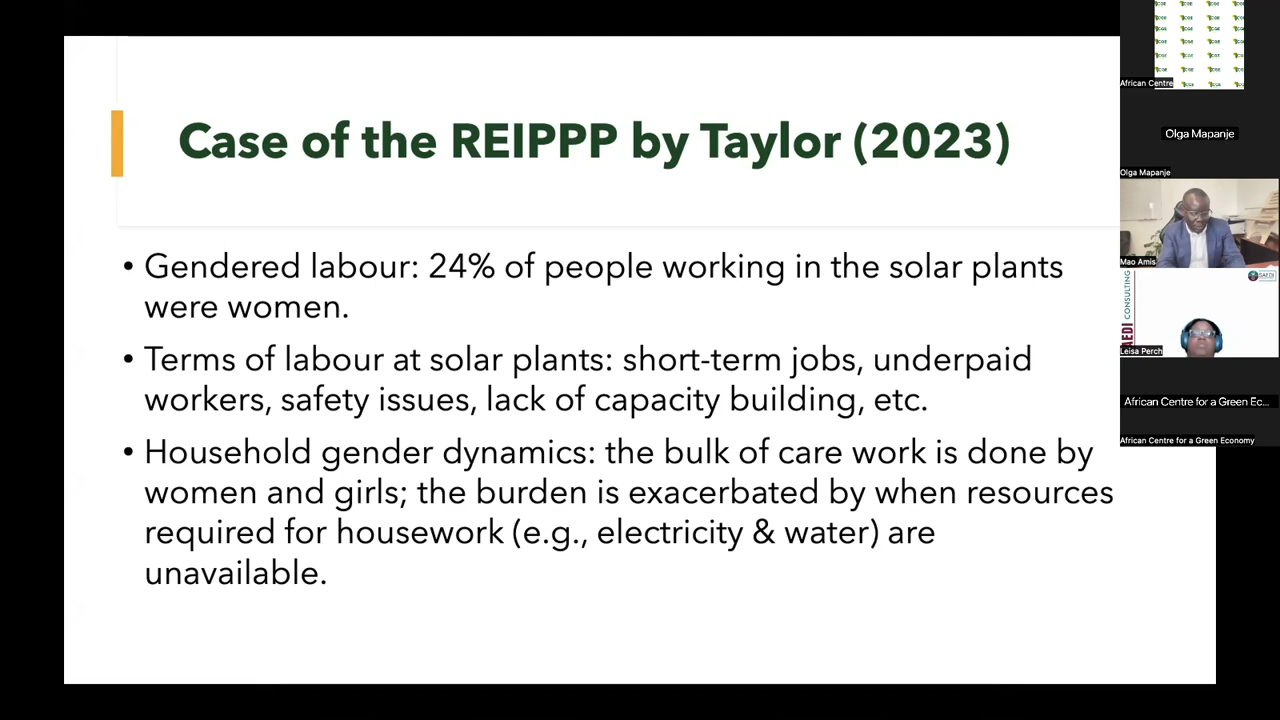 Case of the REIPPP by Taylor (2023)
• Gendered labour: 24% of people working in the solar plants
were women.
• Terms of labour at solar plants: short-term jobs, underpaid
workers, safety issues, lack of capacity building, etc.
• Household gender dynamics: the bulk of care work is done by
women and girls; the burden is exacerbated by when resources
required for housework (e.g., electricity & water) are
unavailable.
African Centre
Olga Mapanje
Olga Mapanje
Mao Amis
CONSULTING
Leisa Perch
African Centre for a Green Ec...
African Centre for a Green Economy